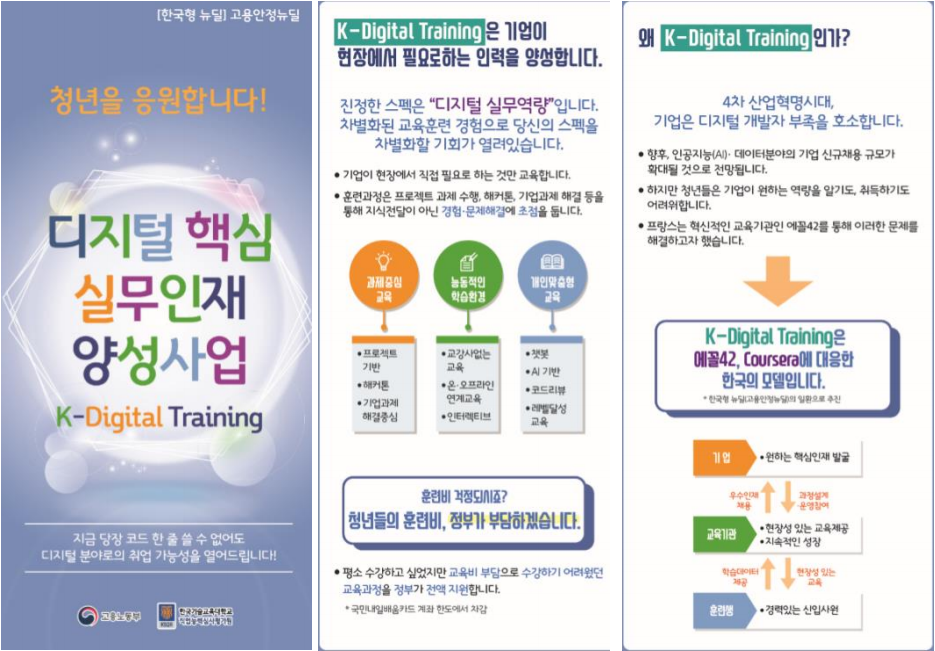 [한국형 뉴딜] 고용안정뉴딜
청년을 응원합니다!
디지털 핵심
실무인재
양성사업
K-Digital Training
지금 당장 코드 한 줄 쓸 수 없어도
디지털 분야로의 취업 가능성을 열어드립니다!
고용노동부
한국기술교육대학교
직업능력심사평가원
K-Digital Training은 기업이
현장에서 필요로하는 인력을 양성합니다.
진정한 스펙은 "디지털 실무역량"입니다.
차별화된 교육훈련 경험으로 당신의 스펙을
차별화할 기회가 열려있습니다.
• 기업이 현장에서 직접 필요로 하는 것만 교육합니다.
• 훈련과정은 프로젝트 과제 수행, 해커톤, 기업과제 해결 등을
통해 지식전달이 아닌 경험·문제해결에 초점을 둡니다.
과제중심
교육
• 프로젝트
기반
• 해커톤
• 기업과제
해결중심
능동적인
학습환경
• 교강사없는
교육
• 온·오프라인
연계교육
• 인터렉티브
개인맞춤형
교육
• 챗봇
• AI 기반
• 코드리뷰
• 레벨달성
교육
훈련비 걱정되시죠?
청년들의 훈련비, 정부가 부담하겠습니다.
• 평소 수강하고 싶었지만 교육비 부담으로 수강하기 어려웠던
교육과정을 정부가 전액 지원합니다.
* 국민내일배움카드 계좌 한도에서 차감
왜 K-Digital Training인가?
4차 산업혁명시대,
기업은 디지털 개발자 부족을 호소합니다.
• 향후, 인공지능(AI)· 데이터분야의 기업 신규채용 규모가
확대될 것으로 전망됩니다.
• 하지만 청년들은 기업이 원하는 역량을 알기도, 취득하기도
어려워합니다.
• 프랑스는 혁신적인 교육기관인 에꼴42를 통해 이러한 문제를
해결하고자 했습니다.
K-Digital Training은
에꼴42, Coursera에 대응한
한국의 모델입니다.
* 한국형 뉴딜(고용안정뉴딜)의 일환으로 추진
기업
• 원하는 핵심인재 발굴
우수인재
채용
과정설계
·운영참여
교육기관
• 현장성 있는 교육제공
• 지속적인 성장
학습데이터
제공
현장성 있는
교육
훈련생
• 경력있는 신입사원